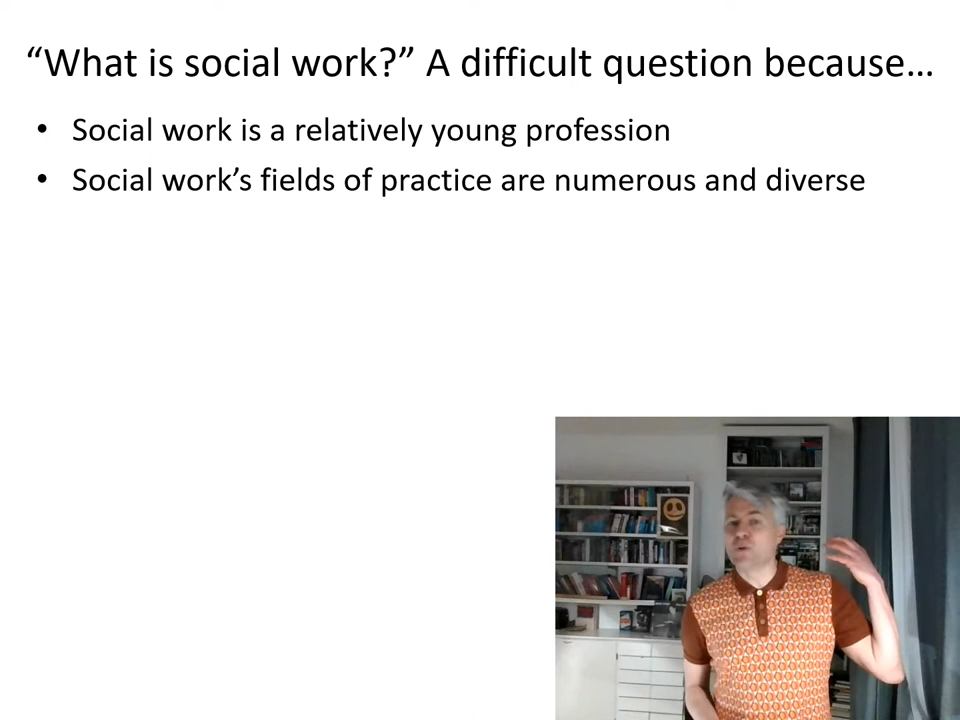 “What is social work?” A difficult question because…
• Social work is a relatively young profession
• Social work’s fields of practice are numerous and diverse